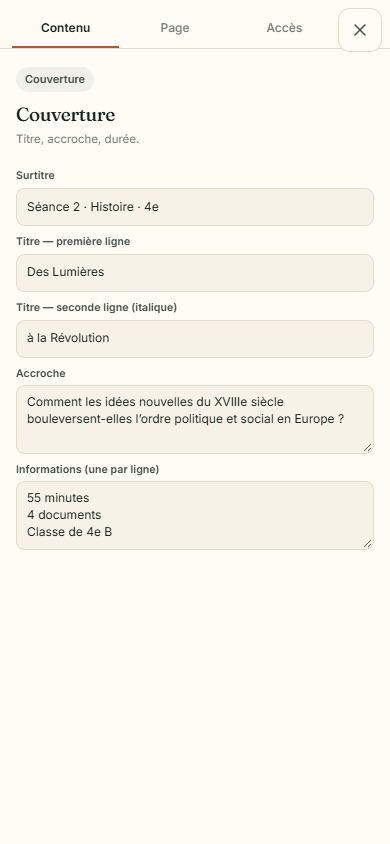 Contenu
Page
Accès
Couverture
Couverture
Titre, accroche, durée.
Surtitre
Séance 2 · Histoire · 4e
Titre — première ligne
Des Lumières
Titre — seconde ligne (italique)
à la Révolution
Accroche
Comment les idées nouvelles du XVIIIe siècle
bouleversent-elles l’ordre politique et social en Europe ?
Informations (une par ligne)
55 minutes
4 documents
Classe de 4e B